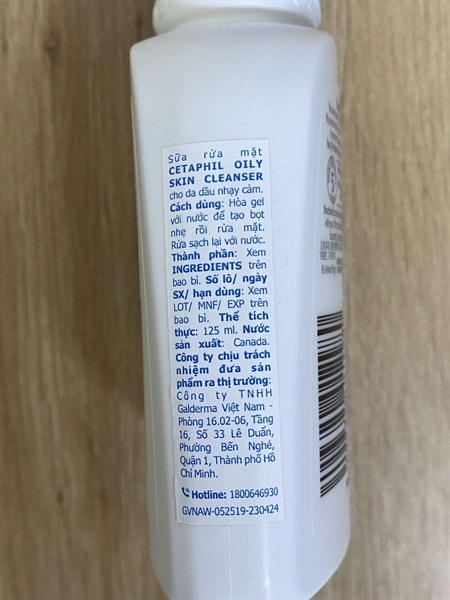 Sữa rửa mặt
CETAPHIL OILY
SKIN CLEANSER
cho da dầu nhạy cảm.
Cách dùng: Hòa gel
với nước để tạo bọt
nhẹ rồi rửa mặt.
Rửa sạch lại với nước.
Thành phần: Xem
INGREDIENTS trên
bao bì. Số lô/ ngày
SX/ hạn dùng: Xem
LOT/ MNF/ EXP trên
bao bì. Thể tích
thực: 125 ml. Nước
sản xuất: Canada.
Công ty chịu trách
nhiệm đưa sản
phẩm ra thị trường:
Công ty TNHH
Galderma Việt Nam -
Phòng 16.02-06, Tầng
16, Số 33 Lê Duẩn,
Phường Bến Nghé,
Quận 1, Thành phố Hồ
Chí Minh.
Hotline: 1800646930
GVNAW-052519-230424